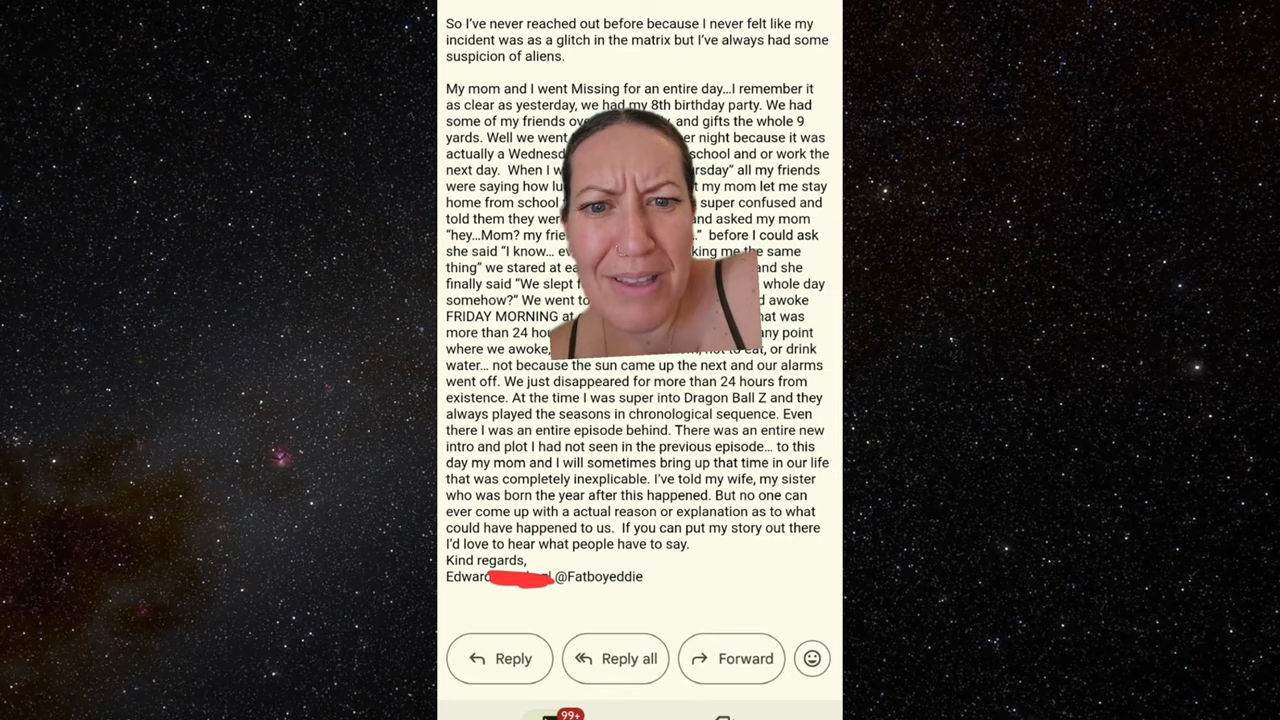 So I've never reached out before because I never felt like my
incident was as a glitch in the matrix but I've always had some
suspicion of aliens.
My mom and I went Missing for an entire day...I remember it
as clear as yesterday, we had my 8th birthday party. We had
some of my friends and gifts the whole 9
yards. Well we went night because it was
actually a school and or work the
next day. When I all my friends
were saying how my mom let me stay
home from school super confused and
told them they and asked my mom
"hey...Mom? my before I could ask
she said "I know... me the same
thing" we stared at and she
finally said "We slept whole day
somehow?" We went to awoke
FRIDAY MORNING at was
more than 24 any point
where we awoke, not to eat, or drink
water... not because the sun came up the next and our alarms
went off. We just disappeared for more than 24 hours from
existence. At the time I was super into Dragon Ball Z and they
always played the seasons in chronological sequence. Even
there I was an entire episode behind. There was an entire new
intro and plot I had not seen in the previous episode... to this
day my mom and I will sometimes bring up that time in our life
that was completely inexplicable. I've told my wife, my sister
who was born the year after this happened. But no one can
ever come up with a actual reason or explanation as to what
could have happened to us. If you can put my story out there
I'd love to hear what people have to say.
Kind regards,
Edward @Fatboyeddie
Reply Reply all Forward
99+